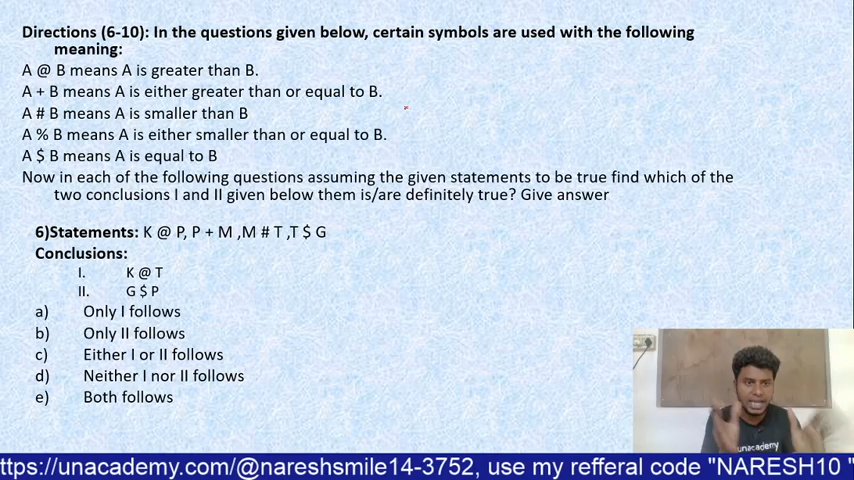 Directions (6-10): In the questions given below, certain symbols are used with the following
meaning:
A @ B means A is greater than B.
A + B means A is either greater than or equal to B.
A # B means A is smaller than B
A % B means A is either smaller than or equal to B.
A $ B means A is equal to B
Now in each of the following questions assuming the given statements to be true find which of the
two conclusions I and II given below them is/are definitely true? Give answer
6)Statements: K @ P, P + M ,M # T ,T $ G
Conclusions:
I. K @ T
II. G $ P
a) Only I follows
b) Only II follows
c) Either I or II follows
d) Neither I nor II follows
e) Both follows
unacademy
ttps://unacademy.com/@nareshsmile14-3752, use my refferal code "NARESH10 "